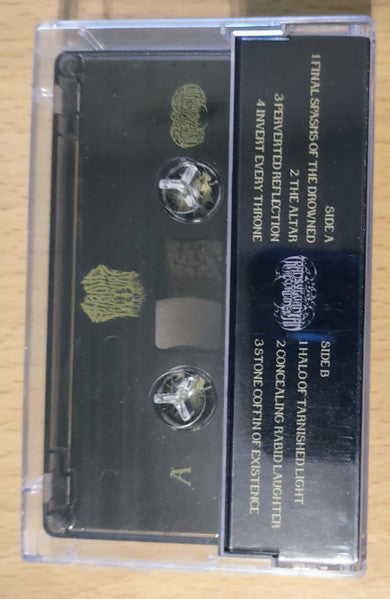 SIDE A
1 FINAL SPASMS OF THE DROWNED
2 THE ALTAR
3 PERVERTED REFLECTION
4 INVERT EVERY THRONE
SIDE B
1 HALO OF TARNISHED LIGHT
2 CONCEALING RABID LAUGHTER
3 STONE COFFIN OF EXISTENCE
A